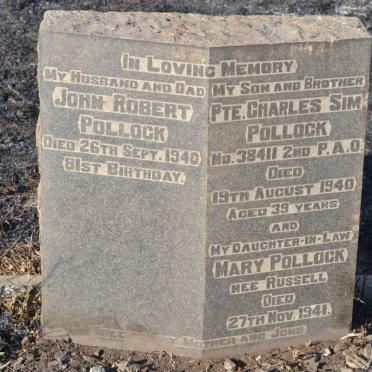 In Loving Memory
My Husband and Dad
John Robert
Pollock
Died 26th Sept. 1940
61st Birthday.
My Son and Brother
Pte. Charles Sim
Pollock
No. 38411 2nd P.A.O.
Died
19th August 1940
Aged 39 years
and
My Daughter-in-Law
Mary Pollock
nee Russell
Died
27th Nov. 1941.
by Mother and John